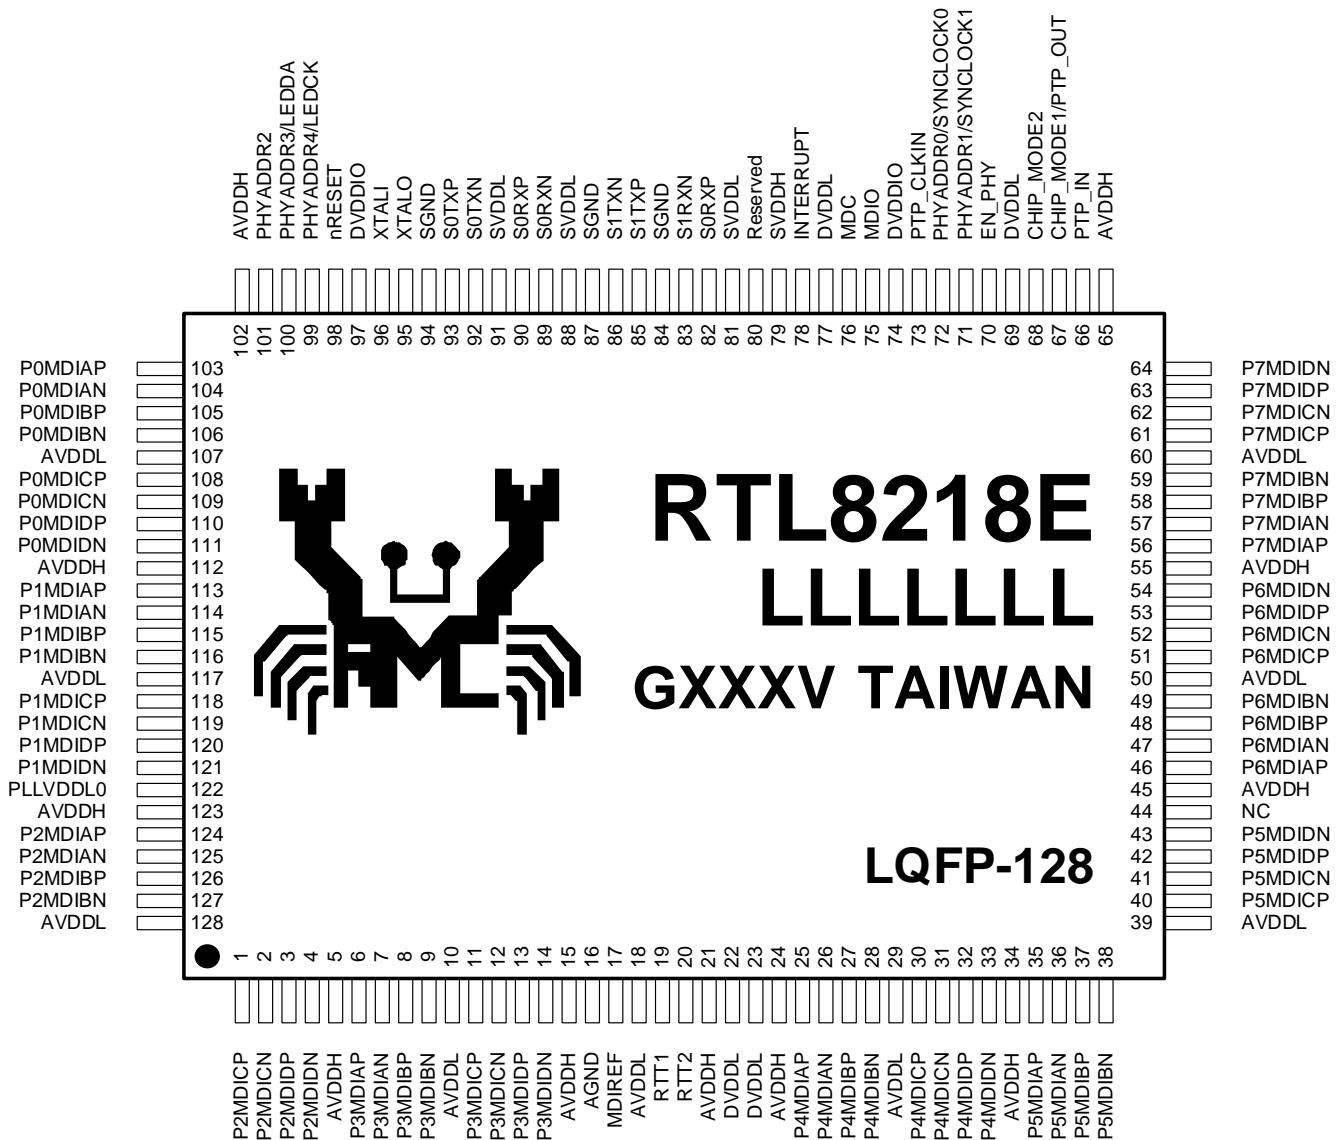 AVDDH
PHYADDR2
PHYADDR3/LEDDA
PHYADDR4/LEDCK
nRESET
DVDDIO
XTALI
XTALO
SGND
S0TXP
S0TXN
SVDDL
S0RXP
S0RXN
SVDDL
SGND
S1TXN
S1TXP
SGND
S1RXN
S0RXP
SVDDL
Reserved
SVDDH
INTERRUPT
DVDDL
MDC
MDIO
DVDDIO
PTP_CLKIN
PHYADDR0/SYNCLOCK0
PHYADDR1/SYNCLOCK1
EN_PHY
DVDDL
CHIP_MODE2
CHIP_MODE1/PTP_OUT
PTP_IN
AVDDH
102 101 100 99 98 97 96 95 94 93 92 91 90 89 88 87 86 85 84 83 82 81 80 79 78 77 76 75 74 73 72 71 70 69 68 67 66 65
P0MDIAP 103
P0MDIAN 104
P0MDIBP 105
P0MDIBN 106
AVDDL 107
P0MDICP 108
P0MDICN 109
P0MDIDP 110
P0MDIDN 111
AVDDH 112
P1MDIAP 113
P1MDIAN 114
P1MDIBP 115
P1MDIBN 116
AVDDL 117
P1MDICP 118
P1MDICN 119
P1MDIDP 120
P1MDIDN 121
PLLVDDL0 122
AVDDH 123
P2MDIAP 124
P2MDIAN 125
P2MDIBP 126
P2MDIBN 127
AVDDL 128
RTL8218E
LLLLLLL
GXXXV TAIWAN
LQFP-128
64 P7MDIDN
63 P7MDIDP
62 P7MDICN
61 P7MDICP
60 AVDDL
59 P7MDIBN
58 P7MDIBP
57 P7MDIAN
56 P7MDIAP
55 AVDDH
54 P6MDIDN
53 P6MDIDP
52 P6MDICN
51 P6MDICP
50 AVDDL
49 P6MDIBN
48 P6MDIBP
47 P6MDIAN
46 P6MDIAP
45 AVDDH
44 NC
43 P5MDIDN
42 P5MDIDP
41 P5MDICN
40 P5MDICP
39 AVDDL
1 2 3 4 5 6 7 8 9 10 11 12 13 14 15 16 17 18 19 20 21 22 23 24 25 26 27 28 29 30 31 32 33 34 35 36 37 38
P2MDICP
P2MDICN
P2MDIDP
P2MDIDN
AVDDH
P3MDIAP
P3MDIAN
P3MDIBP
P3MDIBN
AVDDL
P3MDICP
P3MDICN
P3MDIDP
P3MDIDN
AVDDH
AGND
MDIREF
AVDDL
RTT1
RTT2
AVDDH
DVDDL
DVDDL
AVDDH
P4MDIAP
P4MDIAN
P4MDIBP
P4MDIBN
AVDDL
P4MDICP
P4MDICN
P4MDIDP
P4MDIDN
AVDDH
P5MDIAP
P5MDIAN
P5MDIBP
P5MDIBN